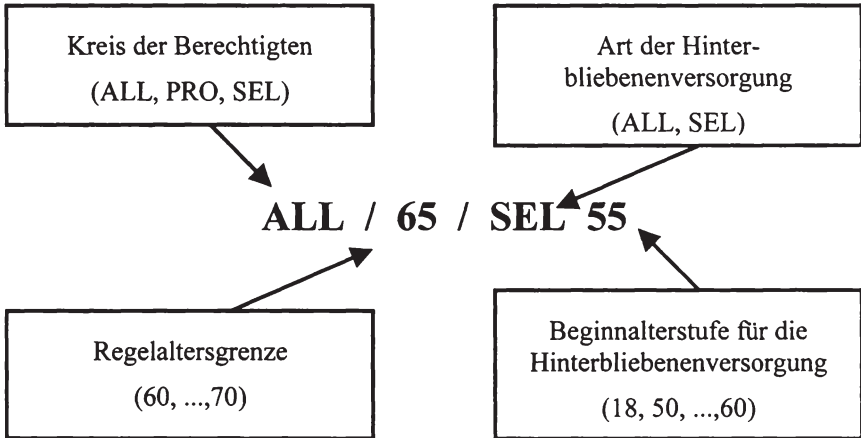 Kreis der Berechtigten
(ALL, PRO, SEL)
Art der Hinter-
bliebenenversorgung
(ALL, SEL)
ALL / 65 / SEL 55
Regelaltersgrenze
(60, ...,70)
Beginnalterstufe für die
Hinterbliebenenversorgung
(18, 50, ...,60)